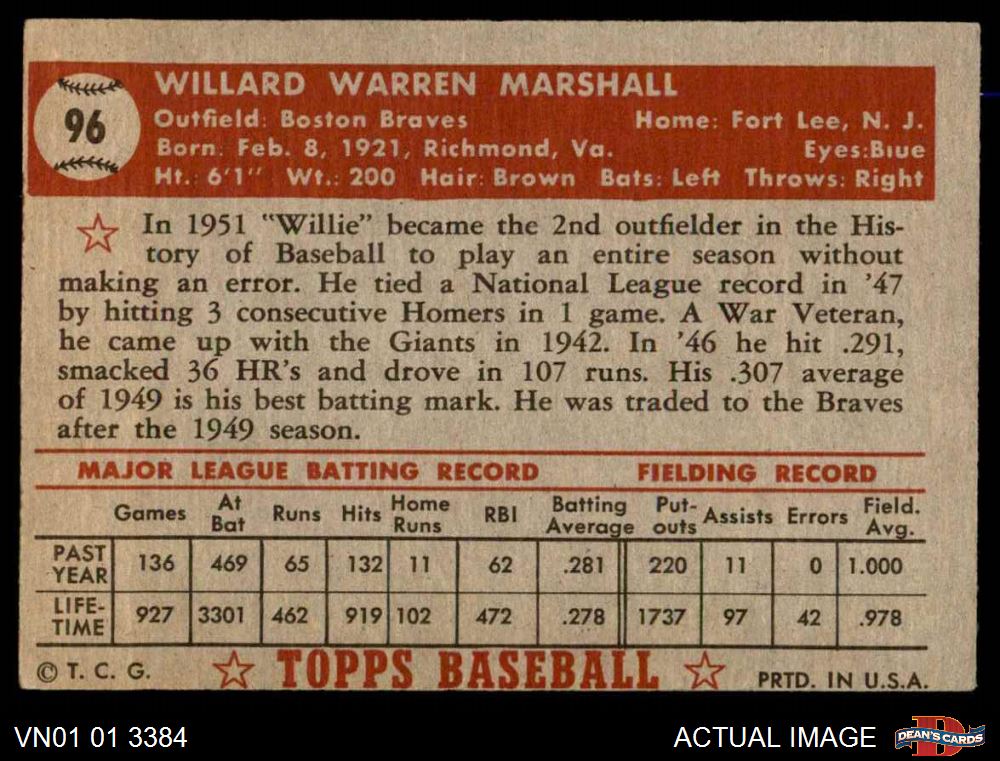 96
WILLARD WARREN MARSHALL
Outfield: Boston Braves Home: Fort Lee, N. J.
Born: Feb. 8, 1921, Richmond, Va. Eyes:Blue
Ht.: 6'1" Wt.: 200 Hair: Brown Bats: Left Throws: Right
In 1951 "Willie" became the 2nd outfielder in the His-
tory of Baseball to play an entire season without
making an error. He tied a National League record in '47
by hitting 3 consecutive Homers in 1 game. A War Veteran,
he came up with the Giants in 1942. In '46 he hit .291,
smacked 36 HR's and drove in 107 runs. His .307 average
of 1949 is his best batting mark. He was traded to the Braves
after the 1949 season.
MAJOR LEAGUE BATTING RECORD FIELDING RECORD
Games At Bat Runs Hits Home Runs RBI Batting Average Put-outs Assists Errors Field. Avg.
PAST YEAR 136 469 65 132 11 62 .281 220 11 0 1.000
LIFE-TIME 927 3301 462 919 102 472 .278 1737 97 42 .978
© T. C. G. TOPPS BASEBALL PRTD. IN U.S.A.
VN01 01 3384 ACTUAL IMAGE D DEAN'S CARDS